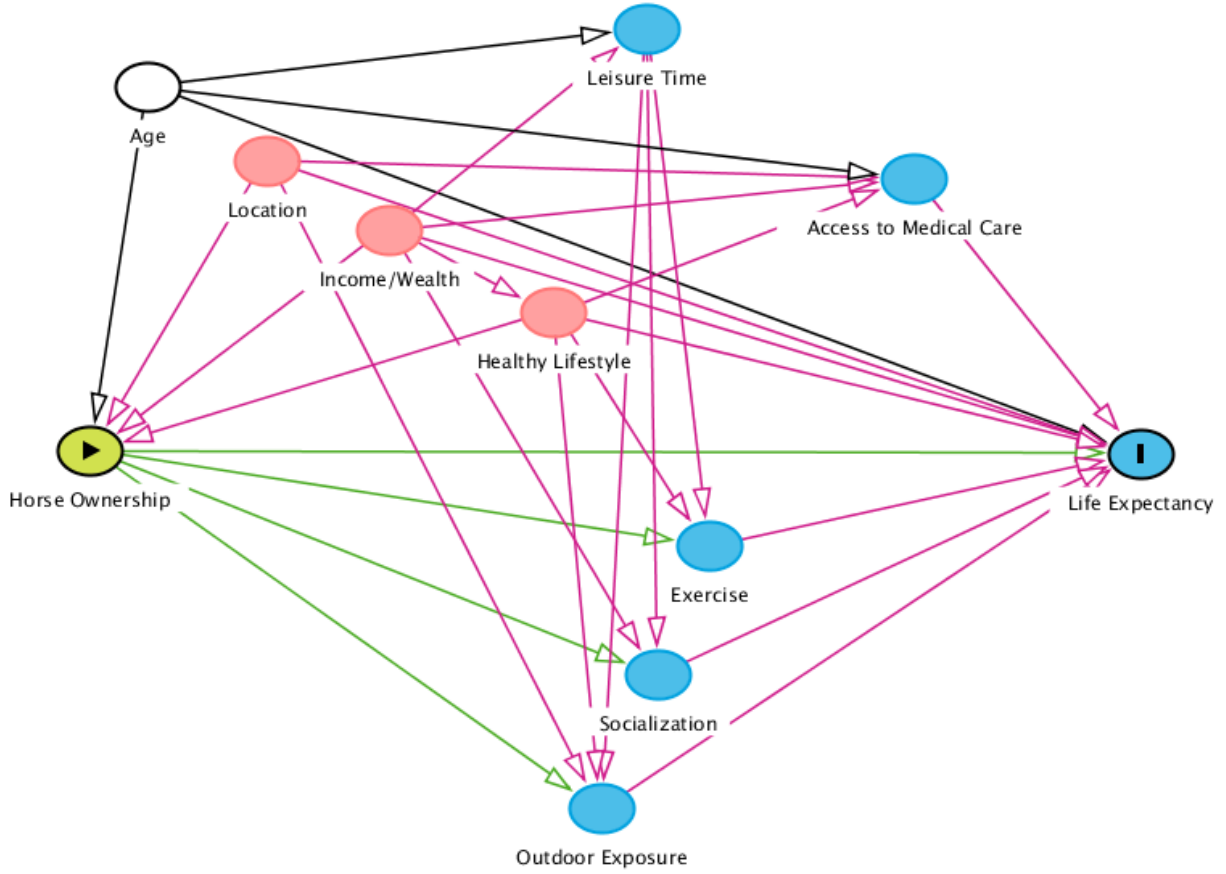 Leisure Time
Age
Location
Access to Medical Care
Income/Wealth
Healthy Lifestyle
Horse Ownership
Life Expectancy
Exercise
Socialization
Outdoor Exposure